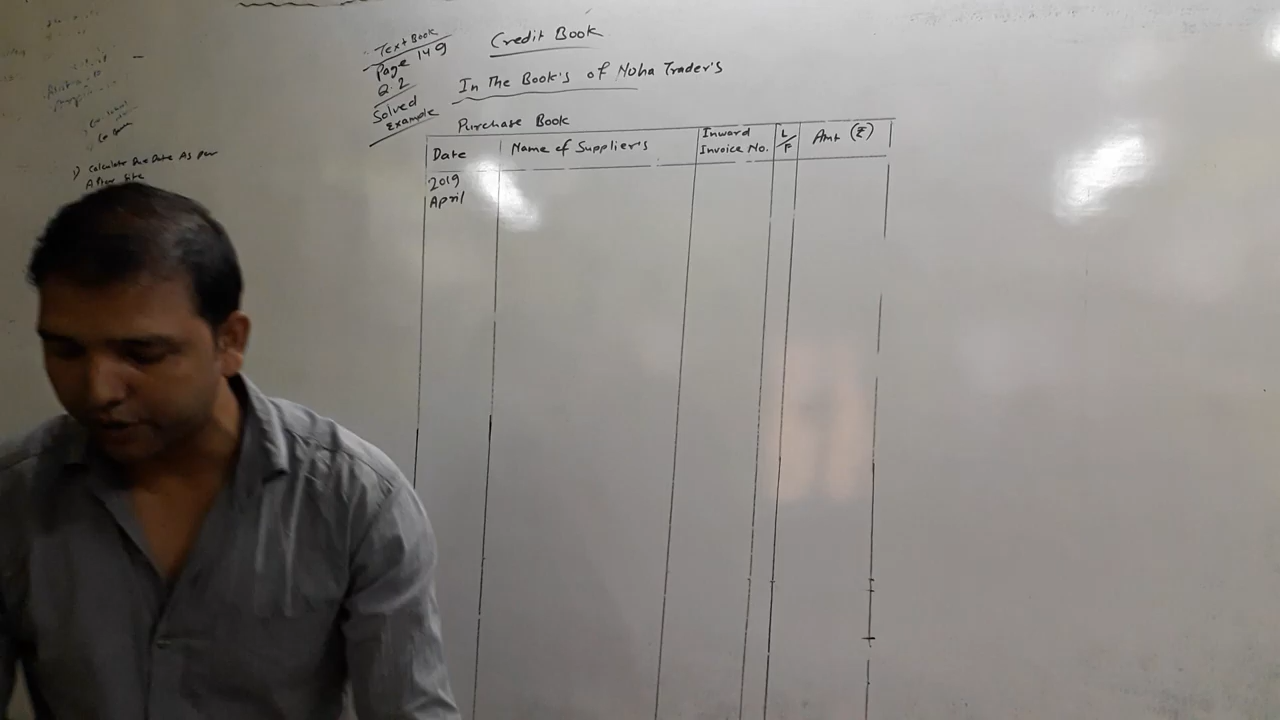 Text Book
Page 149
Q.2
Solved
Example
Credit Book
In The Book's of Noha Trader's
Purchase Book
Date
Name of Supplier's
Inward
Invoice No.
L/F
Amt (₹)
2019
April
1) Calculate Due Date As per